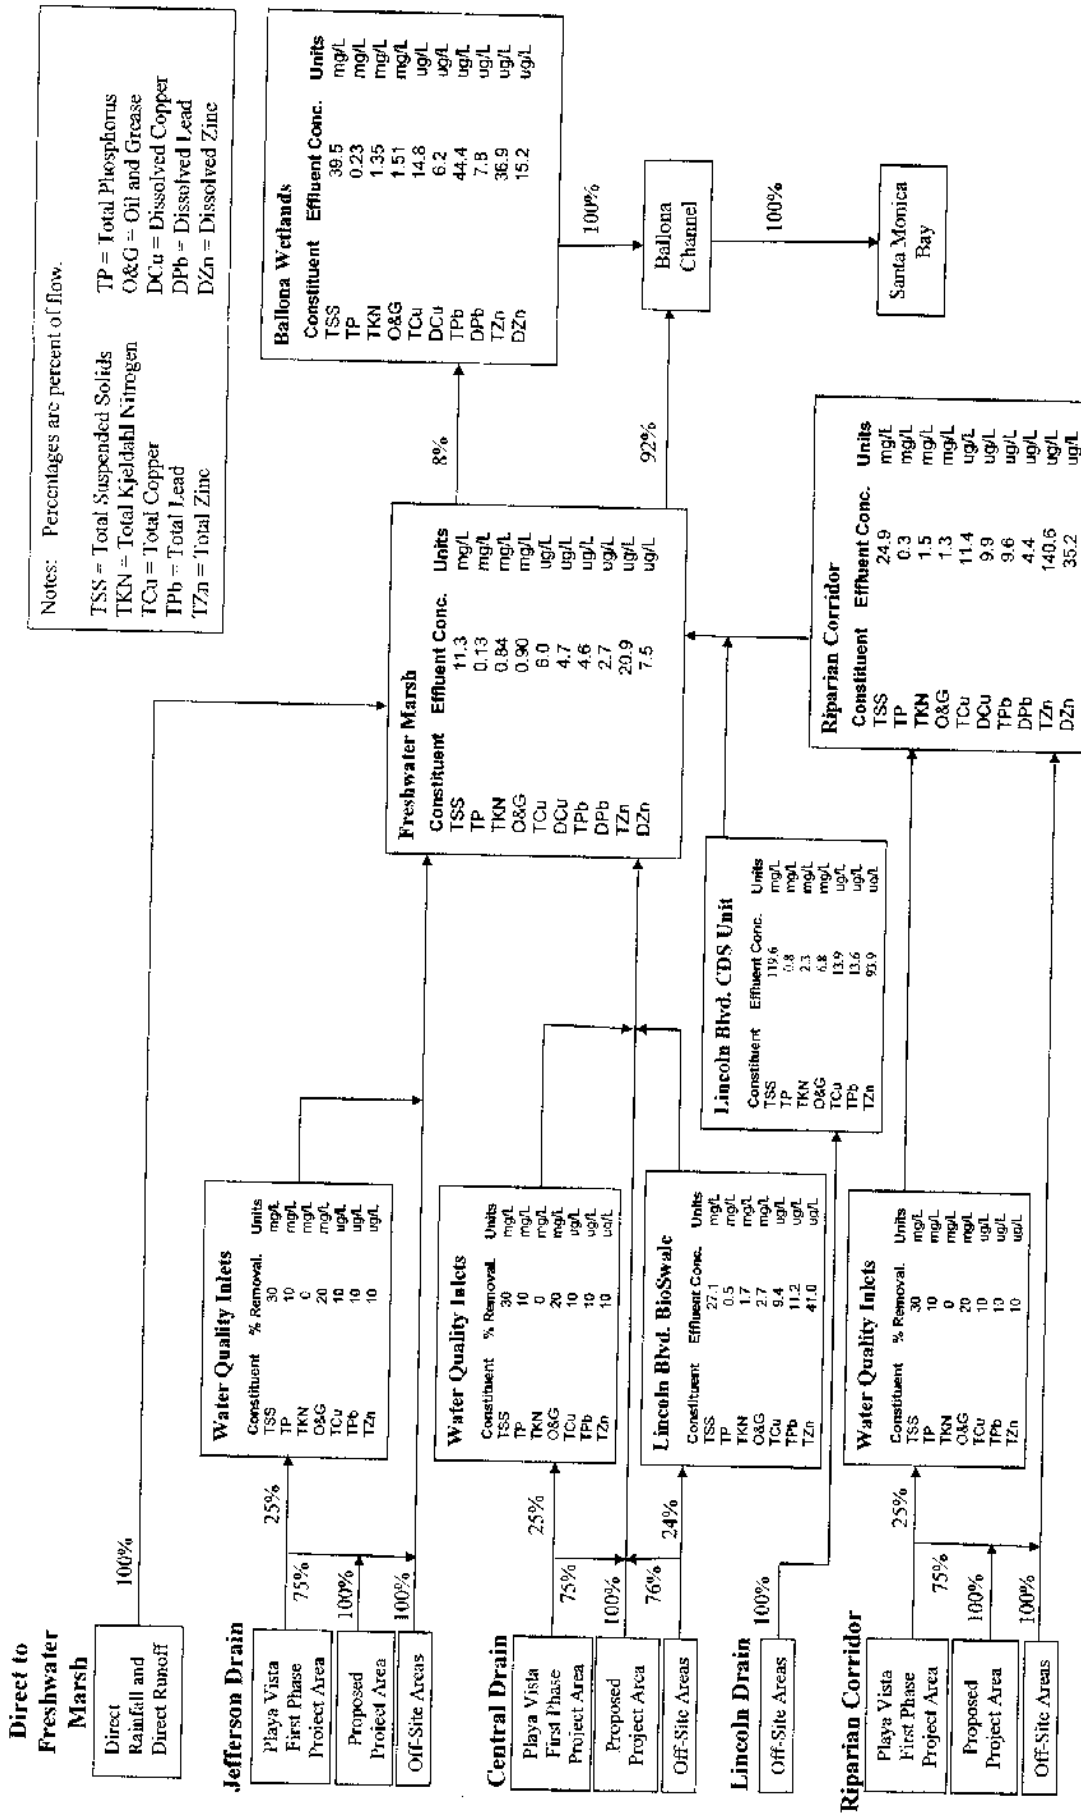 Direct to
Freshwater
Marsh
Direct
Rainfall and
Direct Runoff
100%
Jefferson Drain
Playa Vista
First Phase
Project Area
Proposed
Project Area
Off-Site Areas
25%
75%
100%
100%
Water Quality Inlets
Constituent % Removal. Units
TSS 30 mg/L
TP 10 mg/L
TKN 0 mg/L
O&G 20 mg/L
TCu 10 ug/L
TPb 10 ug/L
TZn 10 ug/L
Central Drain
Playa Vista
First Phase
Project Area
Proposed
Project Area
Off-Site Areas
25%
75%
100%
76%
24%
Water Quality Inlets
Constituent % Removal. Units
TSS 30 mg/L
TP 10 mg/L
TKN 0 mg/L
O&G 20 mg/L
TCu 10 ug/L
TPb 10 ug/L
TZn 10 ug/L
Lincoln Blvd. BioSwale
Constituent Effluent Conc. Units
TSS 27.1 mg/L
TP 0.5 mg/L
TKN 1.7 mg/L
O&G 2.7 mg/L
TCu 9.4 ug/L
TPb 11.2 ug/L
TZn 41.0 ug/L
Lincoln Drain
Off-Site Areas
100%
Lincoln Blvd. CDS Unit
Constituent Effluent Conc. Units
TSS 119.6 mg/L
TP 0.8 mg/L
TKN 2.3 mg/L
O&G 6.8 mg/L
TCu 13.9 ug/L
TPb 13.6 ug/L
TZn 93.9 ug/L
Riparian Corridor
Playa Vista
First Phase
Project Area
Proposed
Project Area
Off-Site Areas
25%
75%
100%
100%
Water Quality Inlets
Constituent % Removal. Units
TSS 30 mg/L
TP 10 mg/L
TKN 0 mg/L
O&G 20 mg/L
TCu 10 ug/L
TPb 10 ug/L
TZn 10 ug/L
Freshwater Marsh
Constituent Effluent Conc. Units
TSS 11.3 mg/L
TP 0.13 mg/L
TKN 0.84 mg/L
O&G 0.90 mg/L
TCu 6.0 ug/L
DCu 4.7 ug/L
TPb 4.6 ug/L
DPb 2.7 ug/L
TZn 20.9 ug/L
DZn 7.5 ug/L
Riparian Corridor
Constituent Effluent Conc. Units
TSS 24.9 mg/L
TP 0.3 mg/L
TKN 1.5 mg/L
O&G 1.3 mg/L
TCu 11.4 ug/L
DCu 9.9 ug/L
TPb 9.6 ug/L
DPb 4.4 ug/L
TZn 140.6 ug/L
DZn 35.2 ug/L
8%
92%
Notes: Percentages are percent of flow.
TSS = Total Suspended Solids TP = Total Phosphorus
TKN = Total Kjeldahl Nitrogen O&G = Oil and Grease
TCu = Total Copper DCu = Dissolved Copper
TPb = Total Lead DPb = Dissolved Lead
TZn = Total Zinc DZn = Dissolved Zinc
Ballona Wetlands
Constituent Effluent Conc. Units
TSS 39.5 mg/L
TP 0.23 mg/L
TKN 1.35 mg/L
O&G 1.51 mg/L
TCu 14.8 ug/L
DCu 6.2 ug/L
TPb 44.4 ug/L
DPb 7.8 ug/L
TZn 36.9 ug/L
DZn 15.2 ug/L
100%
Ballona
Channel
100%
Santa Monica
Bay